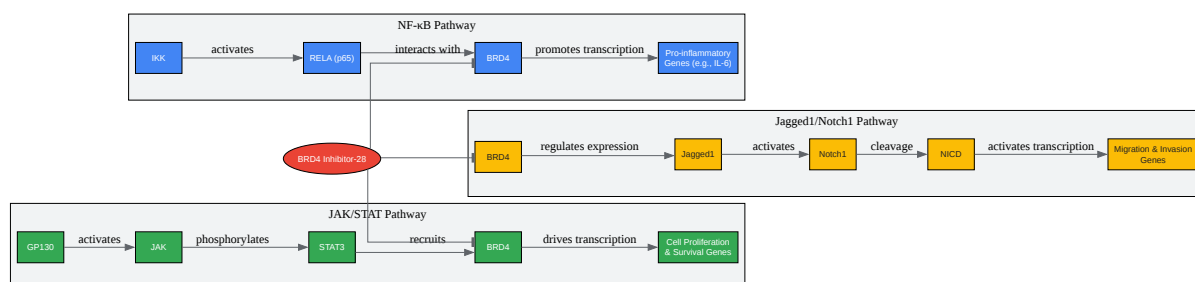 NF-κB Pathway
IKK
activates
RELA (p65)
interacts with
BRD4
promotes transcription
Pro-inflammatory
Genes (e.g., IL-6)
Jagged1/Notch1 Pathway
BRD4 Inhibitor-28
BRD4
regulates expression
Jagged1
activates
Notch1
cleavage
NICD
activates transcription
Migration & Invasion
Genes
JAK/STAT Pathway
GP130
activates
JAK
phosphorylates
STAT3
recruits
BRD4
drives transcription
Cell Proliferation
& Survival Genes